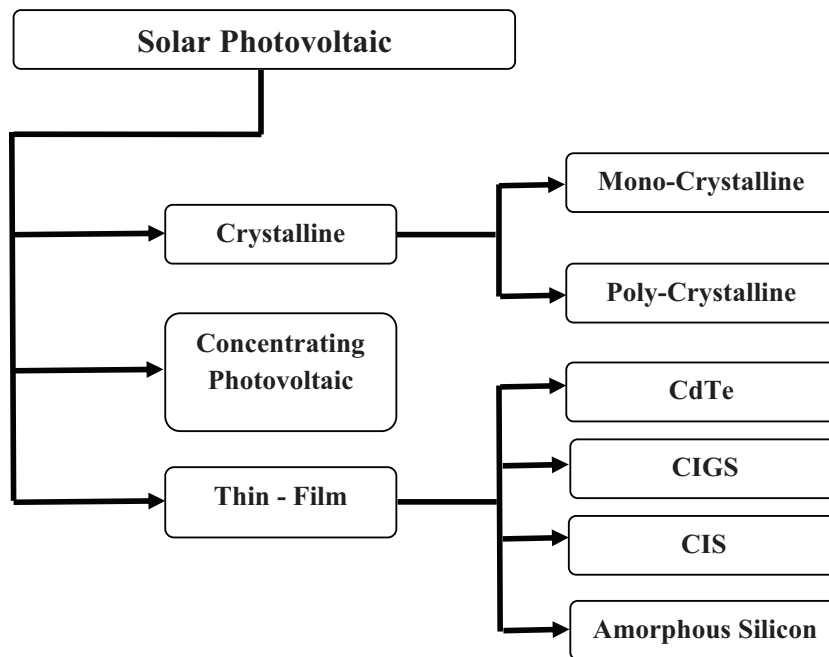 Solar Photovoltaic
Mono-Crystalline
Crystalline
Poly-Crystalline
Concentrating
Photovoltaic
CdTe
CIGS
Thin - Film
CIS
Amorphous Silicon